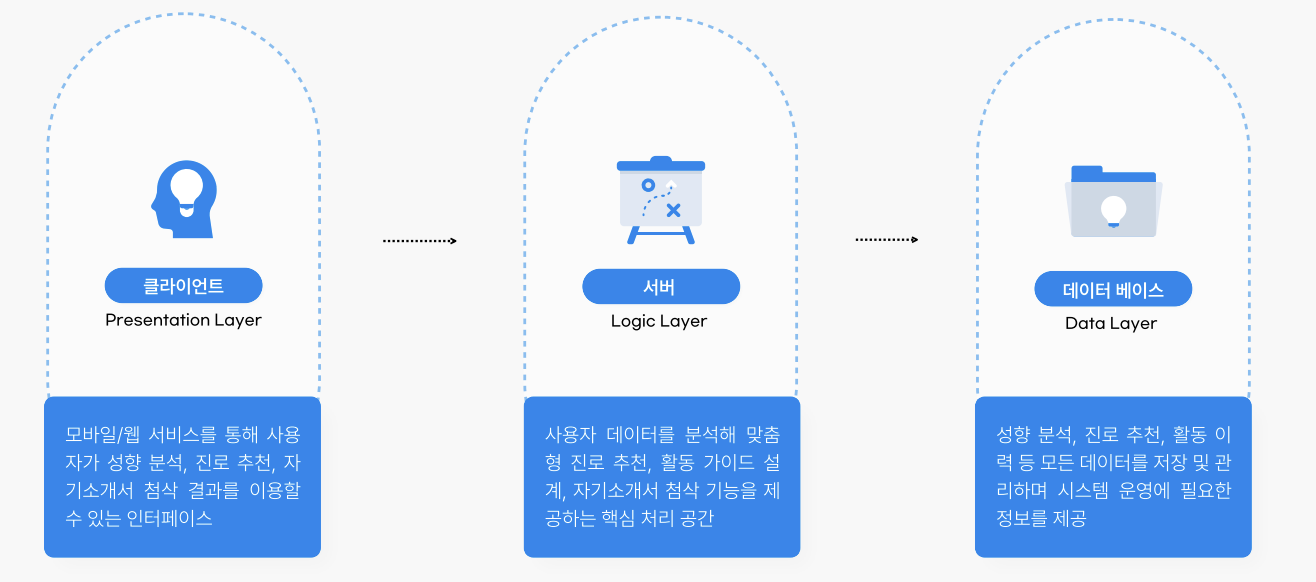 클라이언트
Presentation Layer
모바일/웹 서비스를 통해 사용
자가 성향 분석, 진로 추천, 자
기소개서 첨삭 결과를 이용할
수 있는 인터페이스
서버
Logic Layer
사용자 데이터를 분석해 맞춤
형 진로 추천, 활동 가이드 설
계, 자기소개서 첨삭 기능을 제
공하는 핵심 처리 공간
데이터 베이스
Data Layer
성향 분석, 진로 추천, 활동 이
력 등 모든 데이터를 저장 및 관
리하며 시스템 운영에 필요한
정보를 제공